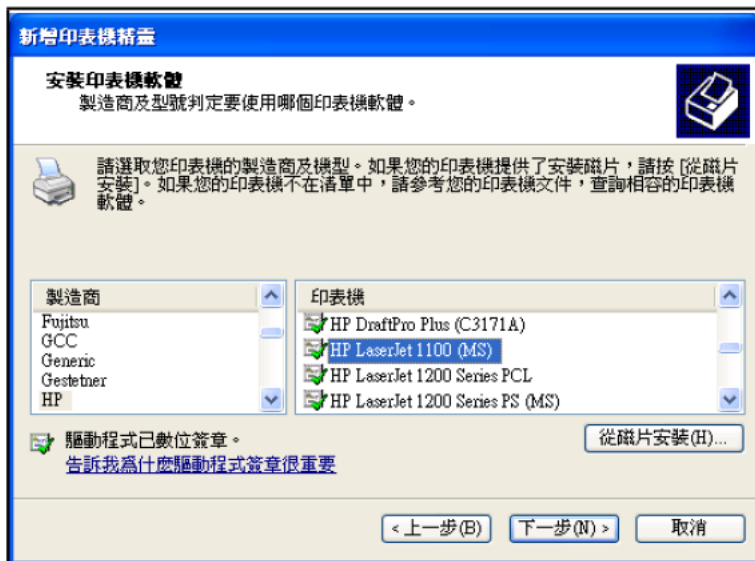 新增印表機精靈
安裝印表機軟體
製造商及型號判定要使用哪個印表機軟體。
請選取您印表機的製造商及機型。如果您的印表機提供了安裝磁片，請按 [從磁片
安裝]。如果您的印表機不在清單中，請參考您的印表機文件，查詢相容的印表機
軟體。
製造商
Fujitsu
GCC
Generic
Gestetner
HP
印表機
HP DraftPro Plus (C3171A)
HP LaserJet 1100 (MS)
HP LaserJet 1200 Series PCL
HP LaserJet 1200 Series PS (MS)
驅動程式已數位簽章。
告訴我為什麼驅動程式簽章很重要
從磁片安裝(H)...
<上一步(B)
下一步(N) >
取消